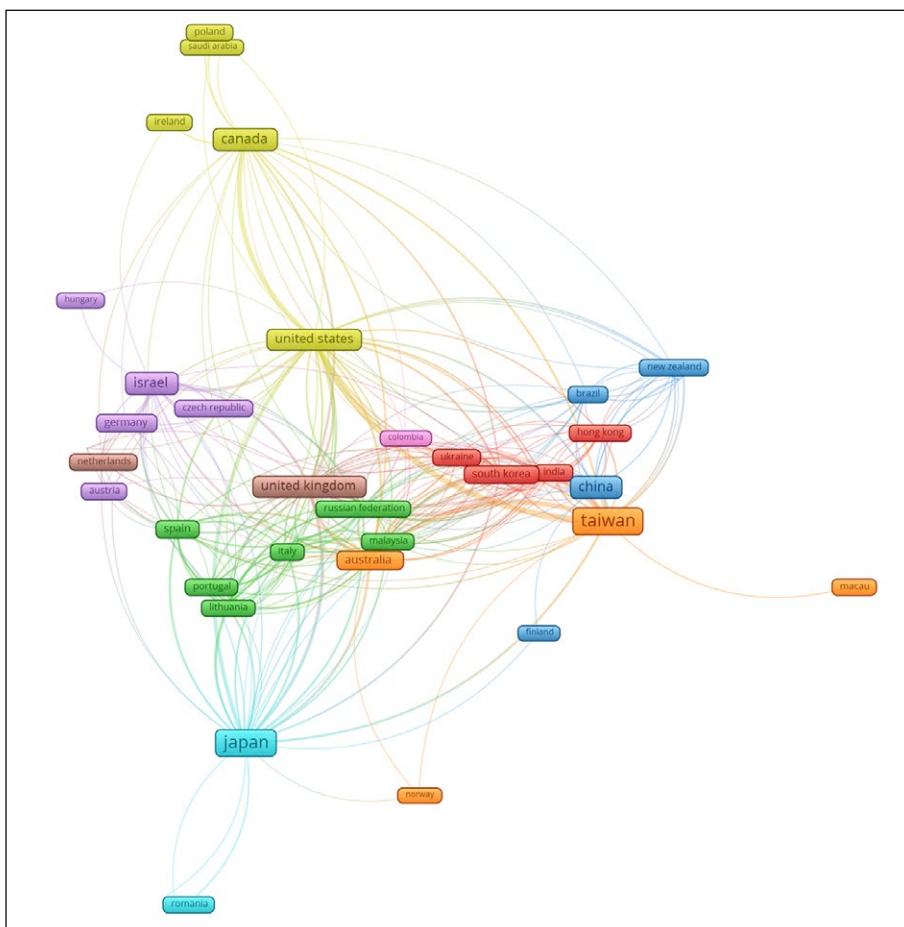 poland
saudi arabia
ireland
canada
hungary
united states
new zealand
israel
brazil
czech republic
germany
hong kong
colombia
ukraine
netherlands
south korea
india
austria
united kingdom
china
russian federation
taiwan
spain
malaysia
italy
australia
portugal
macau
lithuania
finland
japan
norway
romania